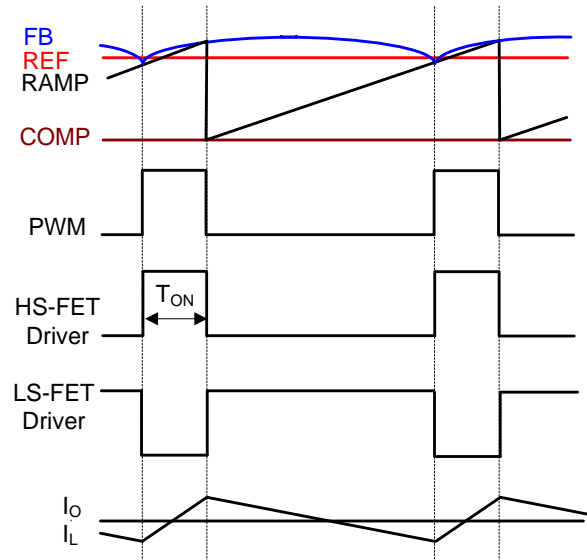 FB
REF
RAMP
COMP
PWM
HS-FET
Driver
TON
LS-FET
Driver
IO
IL